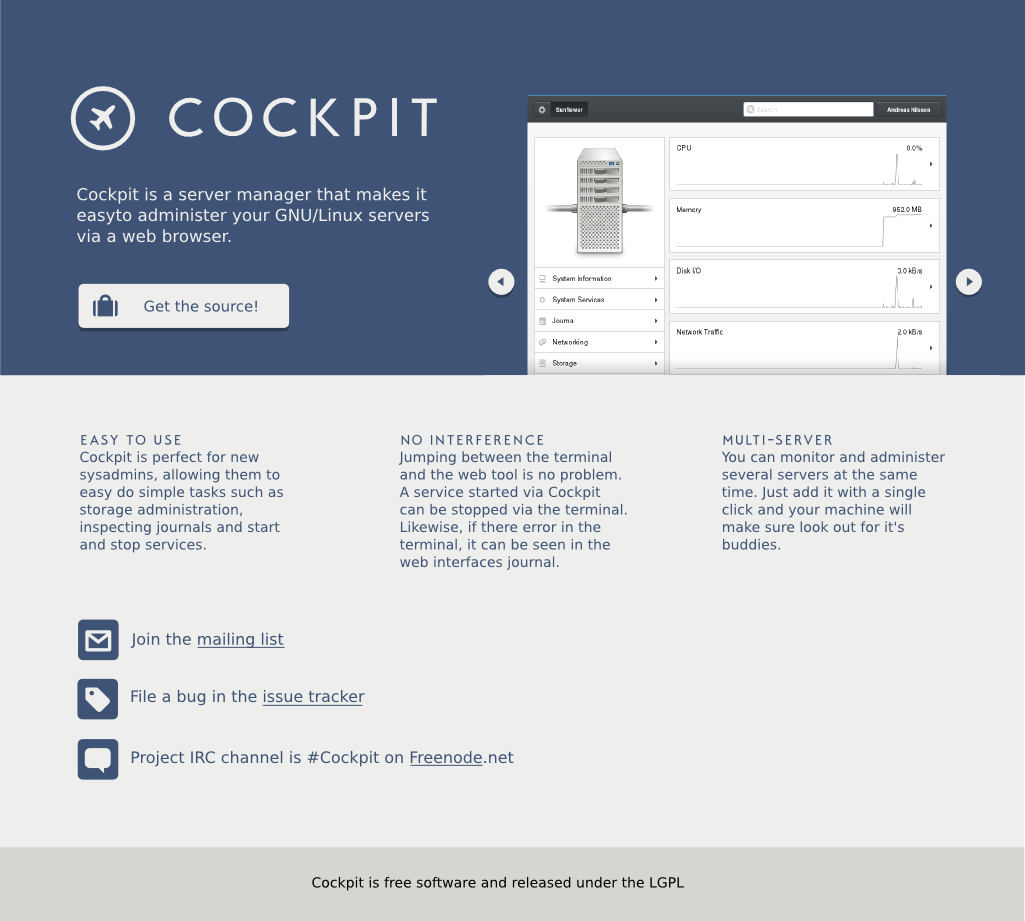 COCKPIT
Cockpit is a server manager that makes it
easyto administer your GNU/Linux servers
via a web browser.
Get the source!
Sunflower
Search
Andreas Nilsson
CPU
0.0%
Memory
952.0 MB
Disk I/O
0.0 kB/s
Network Traffic
2.0 kB/s
System Information
System Services
Journal
Networking
Storage
EASY TO USE
Cockpit is perfect for new
sysadmins, allowing them to
easy do simple tasks such as
storage administration,
inspecting journals and start
and stop services.
NO INTERFERENCE
Jumping between the terminal
and the web tool is no problem.
A service started via Cockpit
can be stopped via the terminal.
Likewise, if there error in the
terminal, it can be seen in the
web interfaces journal.
MULTI-SERVER
You can monitor and administer
several servers at the same
time. Just add it with a single
click and your machine will
make sure look out for it's
buddies.
Join the mailing list
File a bug in the issue tracker
Project IRC channel is #Cockpit on Freenode.net
Cockpit is free software and released under the LGPL